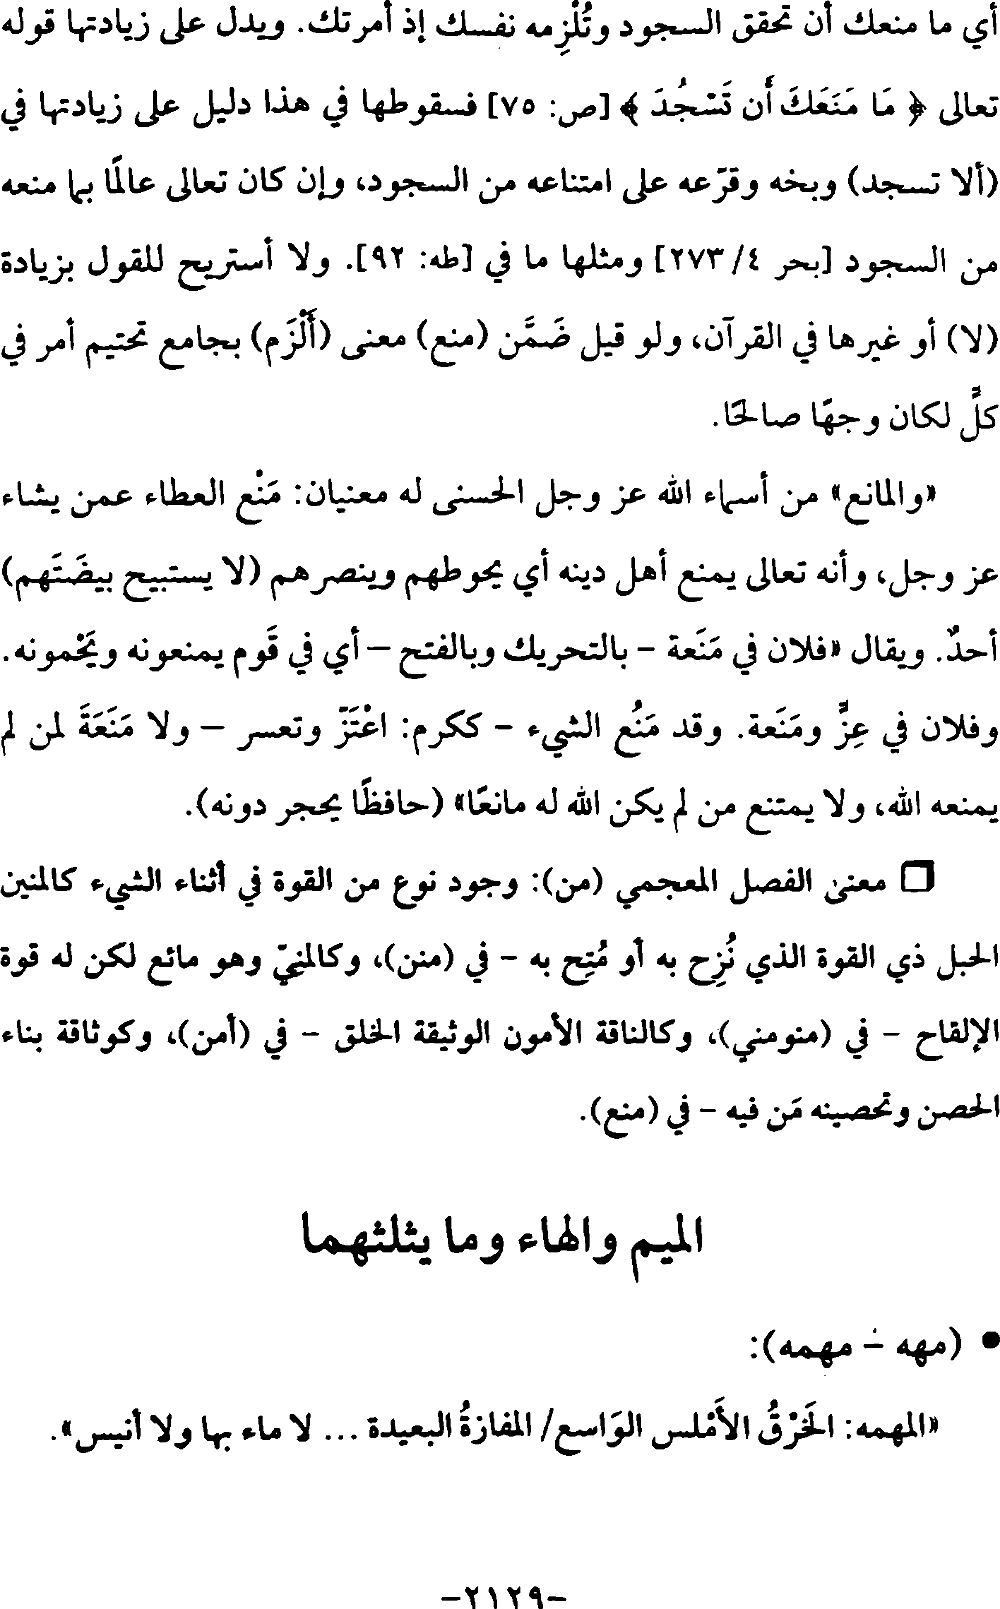 أي ما منعك أن تحقق السجود وتُلْزِمه نفسك إذ أمرتك. ويدل على زيادتها قوله
تعالى ﴿ مَا مَنَعَكَ أَن تَسْجُدَ ﴾ [ص: ٧٥] فسقوطها في هذا دليل على زيادتها في
(ألا تسجد) وبخه وقرّعه على امتناعه من السجود، وإن كان تعالى عالمًا بما منعه
من السجود [بحر ٤/ ٢٧٣] ومثلها ما في [طه: ٩٢]. ولا أستريح للقول بزيادة
(لا) أو غيرها في القرآن، ولو قيل ضَمَّن (منع) معنى (أَلْزَم) بجامع تحتيم أمر في
كلٍّ لكان وجهًا صالحًا.
«والمانع» من أسماء الله عز وجل الحسنى له معنيان: مَنْع العطاء عمن يشاء
عز وجل، وأنه تعالى يمنع أهل دينه أي يحوطهم وينصرهم (لا يستبيح بيضَتَهم)
أحدٌ. ويقال «فلان في مَنَعة – بالتحريك وبالفتح – أي في قَوم يمنعونه ويَحْمونه.
وفلان في عِزٍّ ومَنَعة. وقد مَنُع الشيء – ككرم: اعْتَزّ وتعسر – ولا مَنَعَةَ لمن لم
يمنعه الله، ولا يمتنع من لم يكن الله له مانعًا» (حافظًا يحجر دونه).
❒ معنى الفصل المعجمي (من): وجود نوع من القوة في أثناء الشيء كالمنين
الحبل ذي القوة الذي نُزِح به أو مُتِح به – في (منن)، وكالمنيّ وهو مائع لكن له قوة
الإلقاح – في (منومني)، وكالناقة الأمون الوثيقة الخلق – في (أمن)، وكوثاقة بناء
الحصن وتحصينه مَن فيه – في (منع).
الميم والهاء وما يثلثهما
• (مهه – مهمه):
«المهمه: الخَرْقُ الأَمْلس الوَاسع/ المفازةُ البعيدة ... لا ماء بها ولا أنيس».
–٢١٢٩–